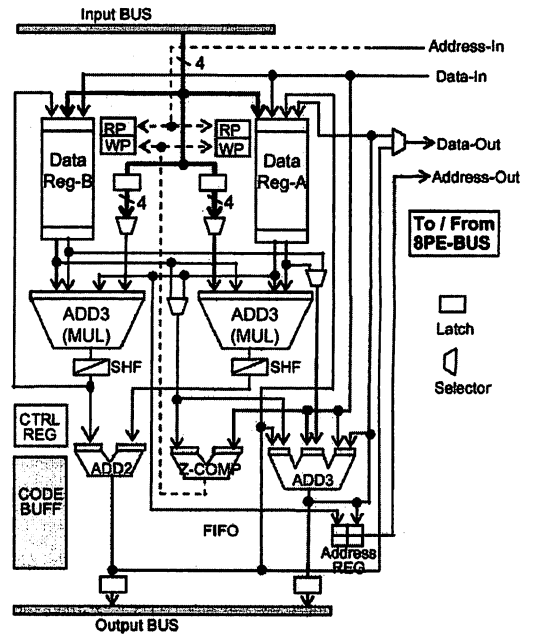 Input BUS
4
Address-In
Data-In
RP
WP
RP
WP
Data
Reg-B
Data
Reg-A
Data-Out
Address-Out
4
4
To / From
8PE-BUS
Latch
Selector
ADD3
(MUL)
ADD3
(MUL)
SHF
SHF
CTRL
REG
ADD2
Z-COMP
ADD3
CODE
BUFF
FIFO
Address
REG
Output BUS